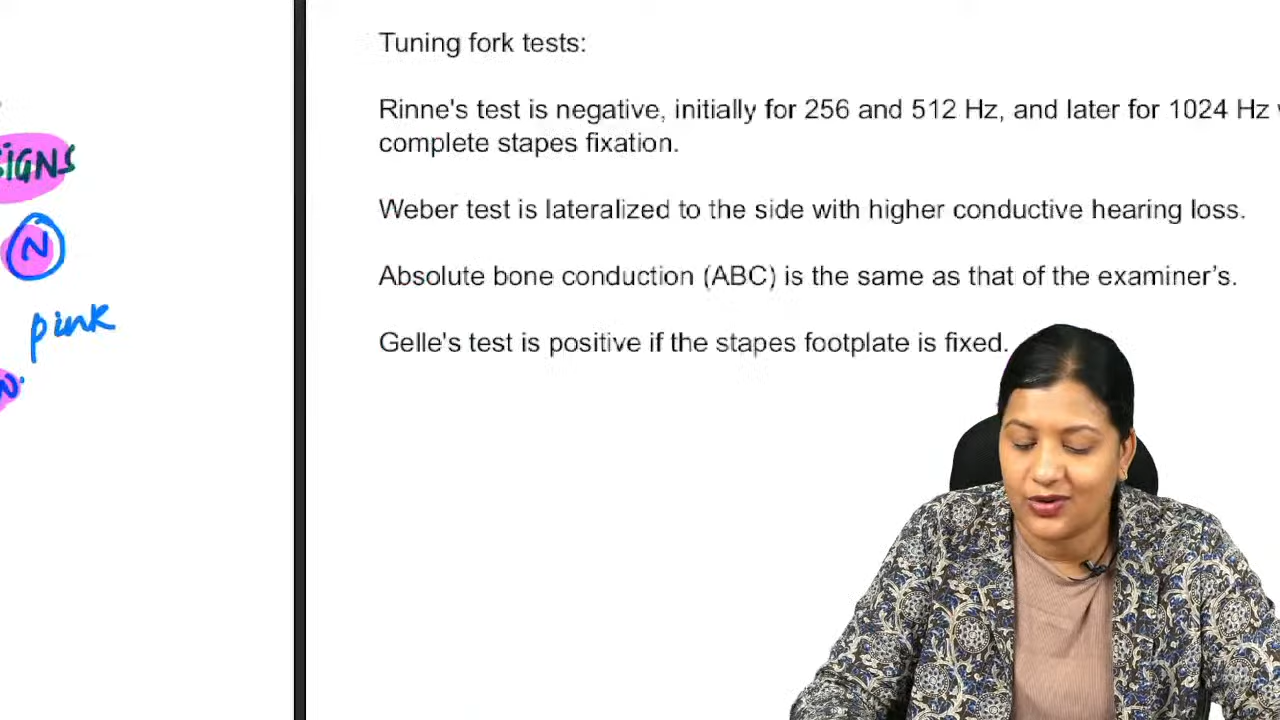 SIGNS
N
pink
N.
Tuning fork tests:
Rinne's test is negative, initially for 256 and 512 Hz, and later for 1024 Hz
complete stapes fixation.
Weber test is lateralized to the side with higher conductive hearing loss.
Absolute bone conduction (ABC) is the same as that of the examiner's.
Gelle's test is positive if the stapes footplate is fixed.